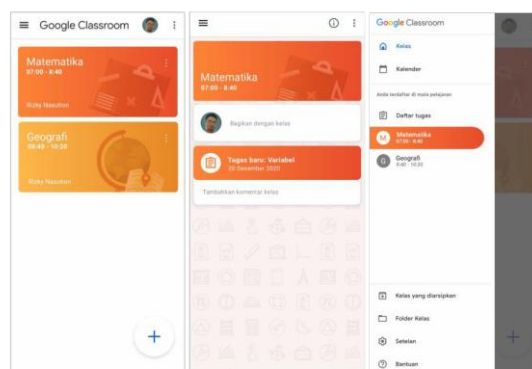 Google Classroom
Matematika
07:00 - 8:40
Rizky Nasution
Geografi
08:40 - 10:20
Rizky Nasution
Matematika
07:00 - 8:40
Bagikan dengan kelas
Tugas baru: Variabel
20 Desember 2020
Tambahkan komentar kelas
Google Classroom
Kelas
Kalender
Anda terdaftar di mata pelajaran
Daftar tugas
M
Matematika
07:00 - 8:40
G
Geografi
8:40 - 10:20
Kelas yang diarsipkan
Folder Kelas
Setelan
Bantuan